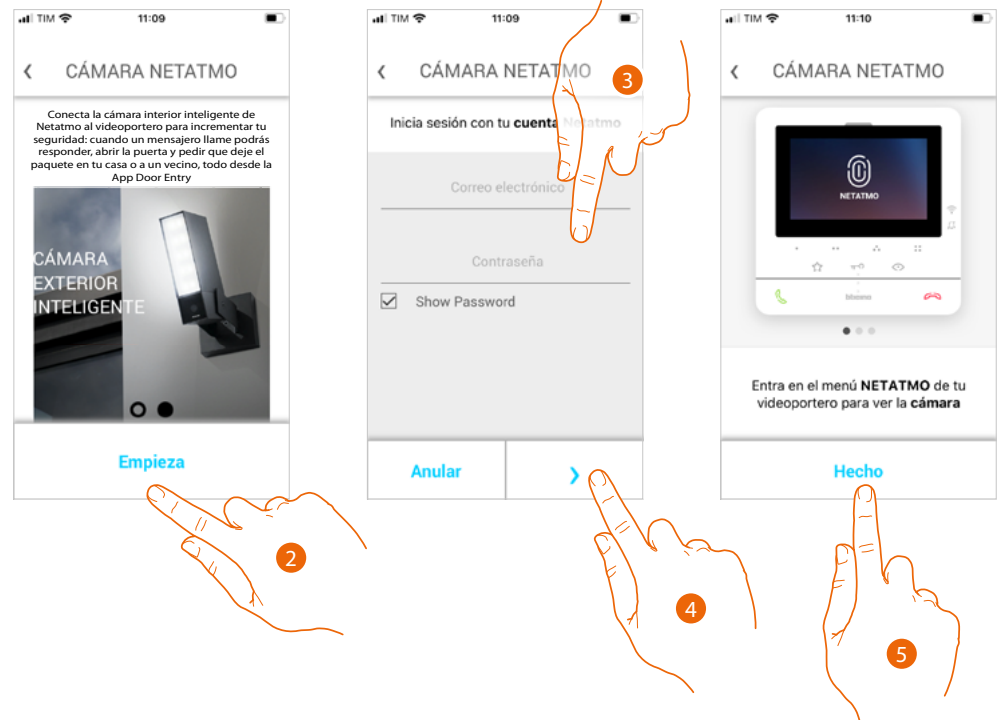 TIM 11:09
CÁMARA NETATMO
Conecta la cámara interior inteligente de
Netatmo al videoportero para incrementar tu
seguridad: cuando un mensajero llame podrás
responder, abrir la puerta y pedir que deje el
paquete en tu casa o a un vecino, todo desde la
App Door Entry
CÁMARA
EXTERIOR
INTELIGENTE
Empieza
2
TIM 11:09
CÁMARA NETATMO
3
Inicia sesión con tu cuenta Netatmo
Correo electrónico
Contraseña
Show Password
Anular
4
TIM 11:10
CÁMARA NETATMO
NETATMO
bticino
Entra en el menú NETATMO de tu
videoportero para ver la cámara
Hecho
5